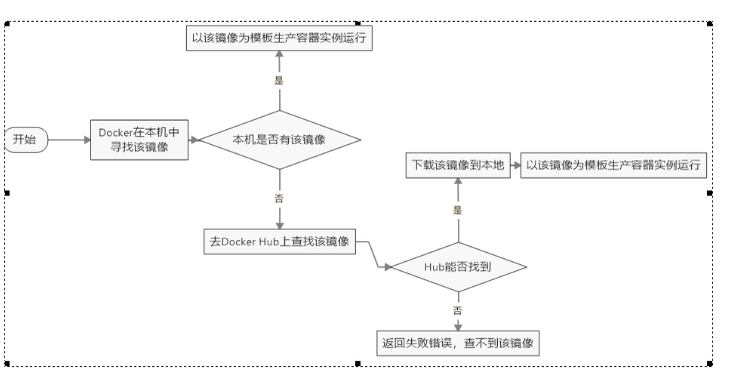 以该镜像为模板生产容器实例运行
是
开始
Docker在本机中
寻找该镜像
本机是否有该镜像
下载该镜像到本地
以该镜像为模板生产容器实例运行
否
是
去Docker Hub上查找该镜像
Hub能否找到
否
返回失败错误，查不到该镜像